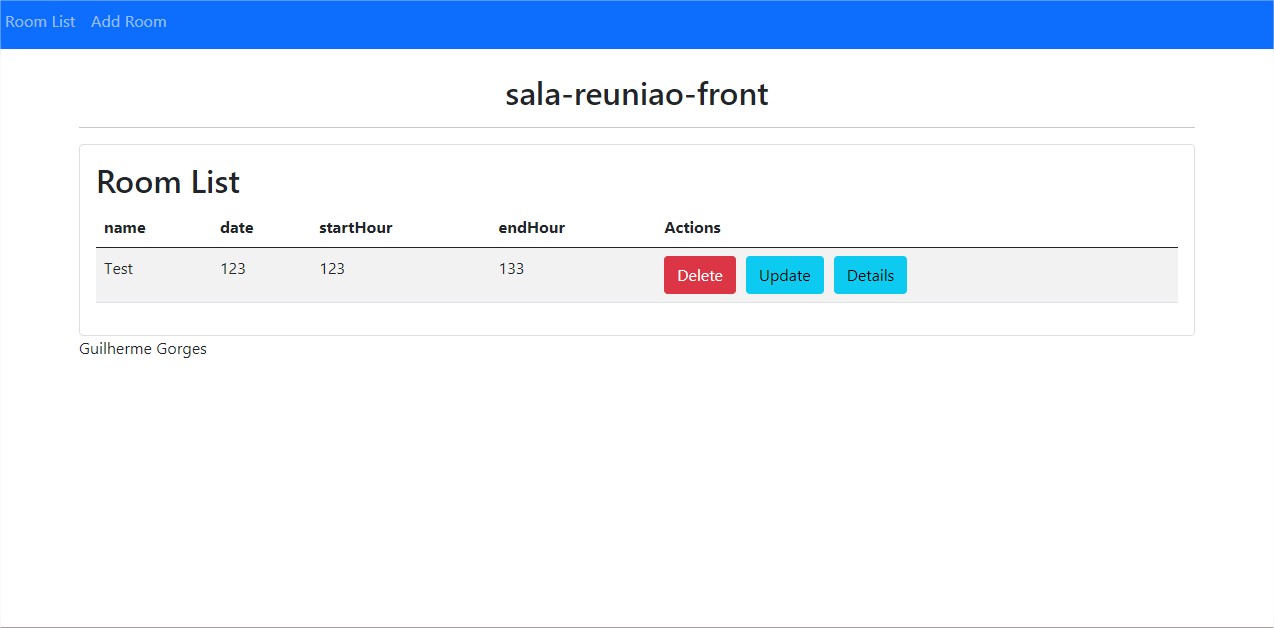 Room List Add Room
sala-reuniao-front
Room List
name date startHour endHour Actions
Test 123 123 133 Delete Update Details
Guilherme Gorges